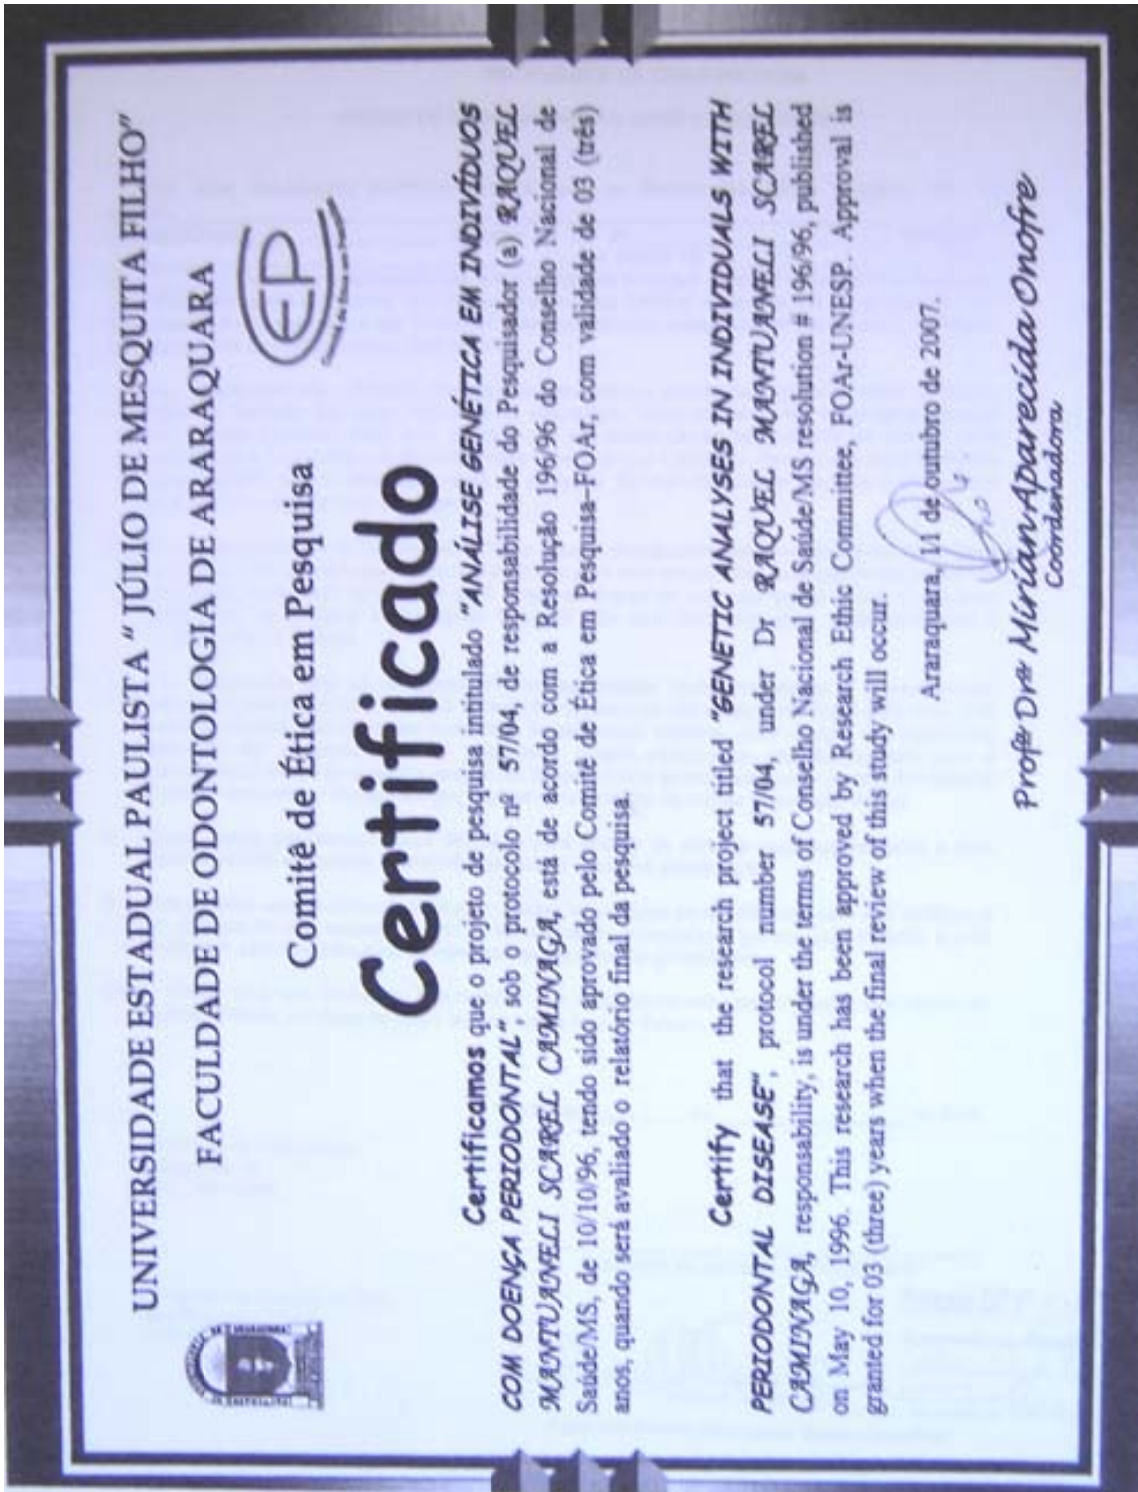 UNIVERSIDADE ESTADUAL PAULISTA “ JÚLIO DE MESQUITA FILHO”
FACULDADE DE ODONTOLOGIA DE ARARAQUARA
CEP
Comitê de Ética em Pesquisa
Comitê de Ética em Pesquisa
Certificado
Certificamos que o projeto de pesquisa intitulado "ANÁLISE GENÉTICA EM INDIVÍDUOS
COM DOENÇA PERIODONTAL", sob o protocolo nº 57/04, de responsabilidade do Pesquisador (a) RAQUEL
MANTUANELI SCAREL CAMINAGA, está de acordo com a Resolução 196/96 do Conselho Nacional de
Saúde/MS, de 10/10/96, tendo sido aprovado pelo Comitê de Ética em Pesquisa-FOAr, com validade de 03 (três)
anos, quando será avaliado o relatório final da pesquisa.
Certify that the research project titled "GENETIC ANALYSES IN INDIVIDUALS WITH
PERIODONTAL DISEASE", protocol number 57/04, under Dr RAQUEL MANTUANELI SCAREL
CAMINAGA, responsability, is under the terms of Conselho Nacional de Saúde/MS resolution # 196/96, published
on May 10, 1996. This research has been approved by Research Ethic Committee, FOAr-UNESP. Approval is
granted for 03 (three) years when the final review of this study will occur.
Araraquara, 11 de outubro de 2007.
Profª Drª Mirian Aparecida Onofre
Coordenadora